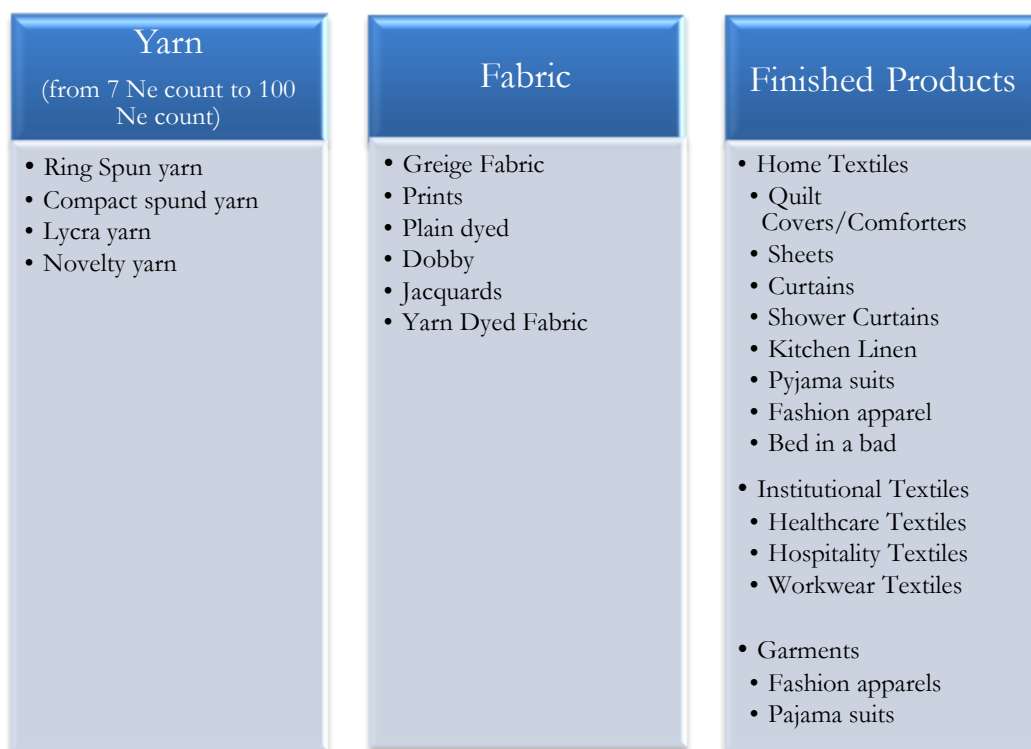 Yarn
(from 7 Ne count to 100
Ne count)
• Ring Spun yarn
• Compact spund yarn
• Lycra yarn
• Novelty yarn
Fabric
• Greige Fabric
• Prints
• Plain dyed
• Dobby
• Jacquards
• Yarn Dyed Fabric
Finished Products
• Home Textiles
• Quilt
Covers/Comforters
• Sheets
• Curtains
• Shower Curtains
• Kitchen Linen
• Pyjama suits
• Fashion apparel
• Bed in a bad
• Institutional Textiles
• Healthcare Textiles
• Hospitality Textiles
• Workwear Textiles
• Garments
• Fashion apparels
• Pajama suits